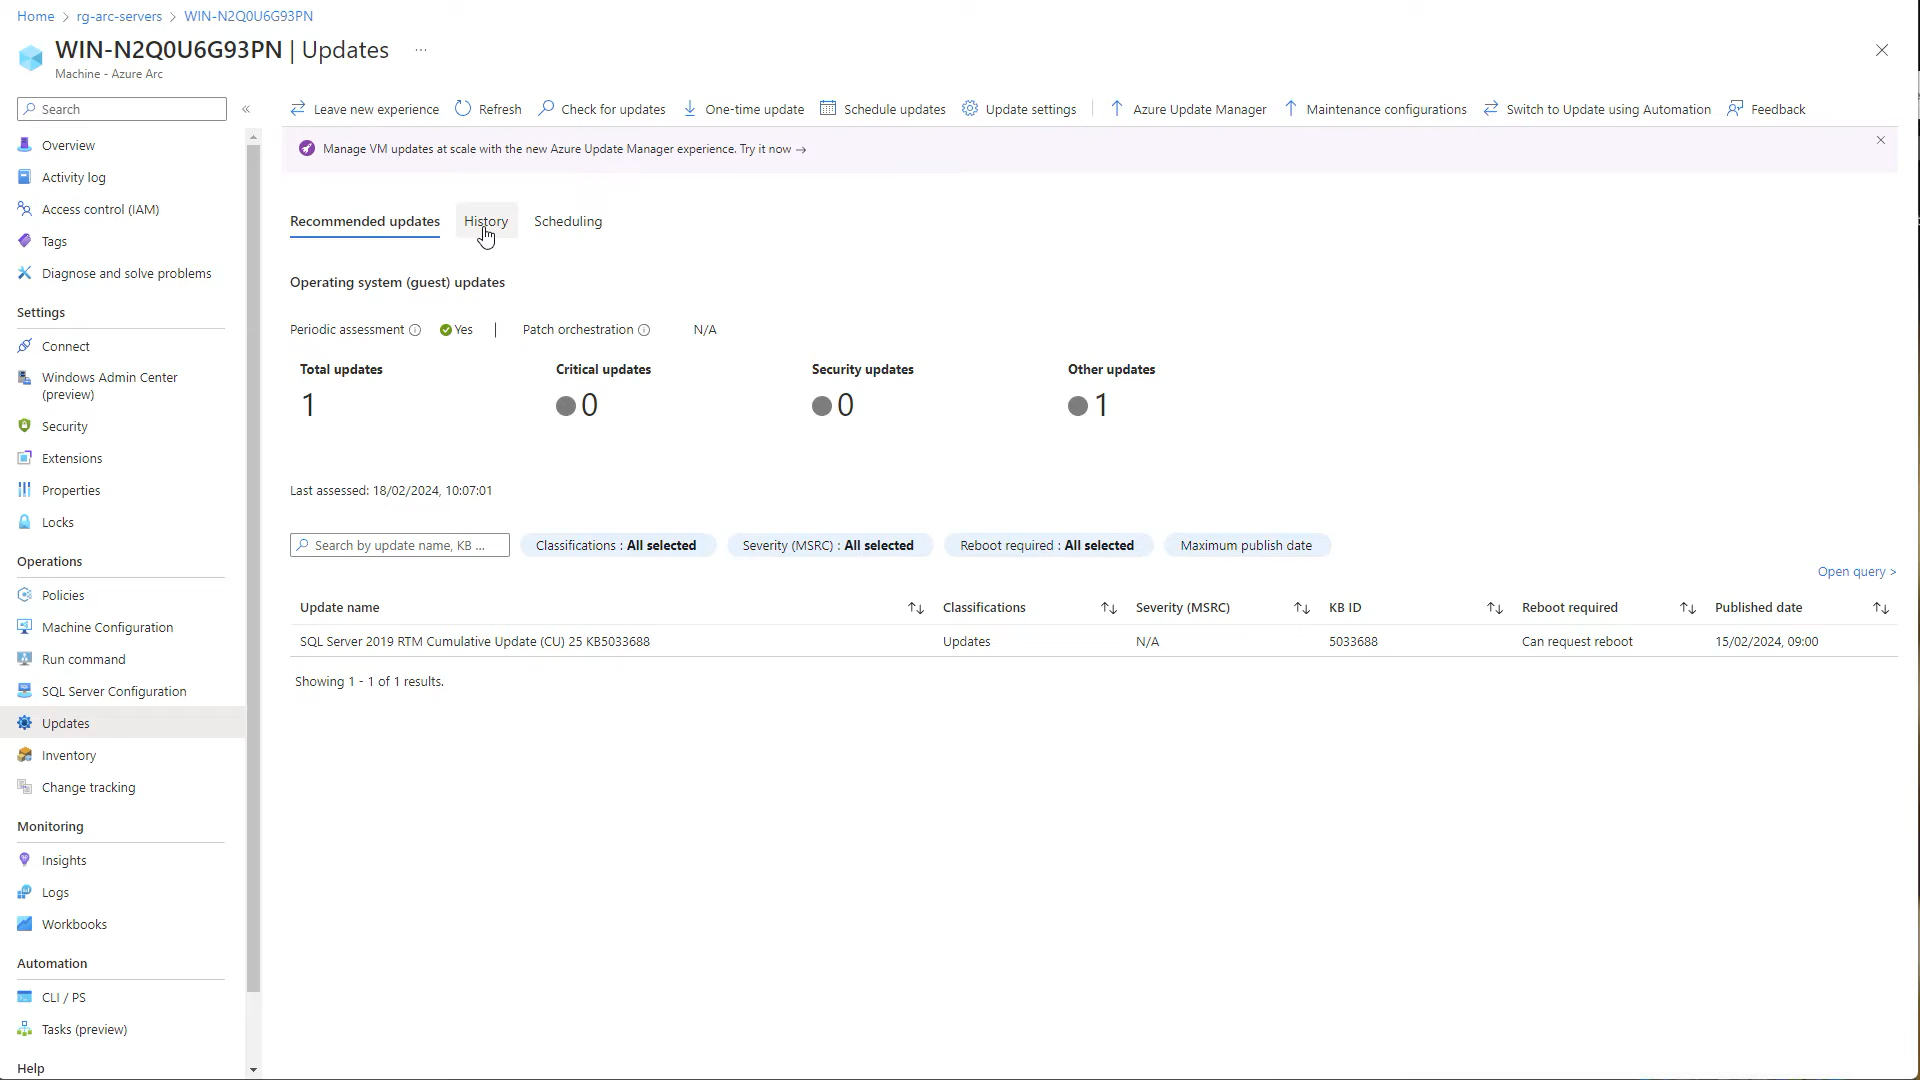 Home > rg-arc-servers > WIN-N2Q0U6G93PN
WIN-N2Q0U6G93PN | Updates ...
Machine - Azure Arc
Search
«
Leave new experience Refresh Check for updates One-time update Schedule updates Update settings Azure Update Manager Maintenance configurations Switch to Update using Automation Feedback
Manage VM updates at scale with the new Azure Update Manager experience. Try it now →
Overview
Activity log
Access control (IAM)
Tags
Diagnose and solve problems
Settings
Connect
Windows Admin Center
(preview)
Security
Extensions
Properties
Locks
Operations
Policies
Machine Configuration
Run command
SQL Server Configuration
Updates
Inventory
Change tracking
Monitoring
Insights
Logs
Workbooks
Automation
CLI / PS
Tasks (preview)
Help
Recommended updates History Scheduling
Operating system (guest) updates
Periodic assessment Yes | Patch orchestration N/A
Total updates Critical updates Security updates Other updates
1 0 0 1
Last assessed: 18/02/2024, 10:07:01
Search by update name, KB ... Classifications : All selected Severity (MSRC) : All selected Reboot required : All selected Maximum publish date
Open query >
Update name Classifications Severity (MSRC) KB ID Reboot required Published date
SQL Server 2019 RTM Cumulative Update (CU) 25 KB5033688 Updates N/A 5033688 Can request reboot 15/02/2024, 09:00
Showing 1 - 1 of 1 results.